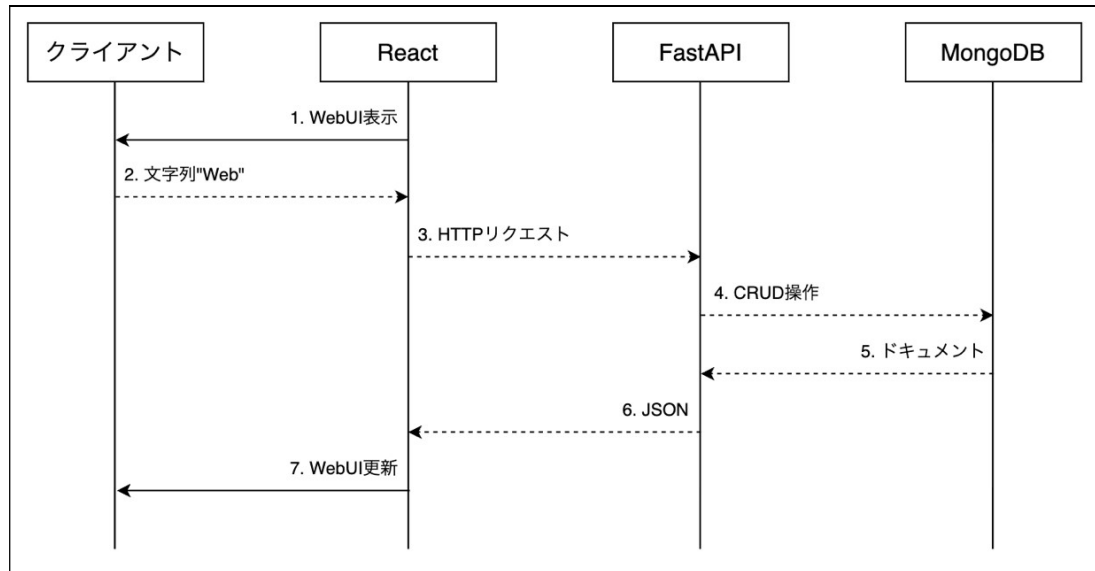 クライアント
React
FastAPI
MongoDB
1. WebUI表示
2. 文字列"Web"
3. HTTPリクエスト
4. CRUD操作
5. ドキュメント
6. JSON
7. WebUI更新